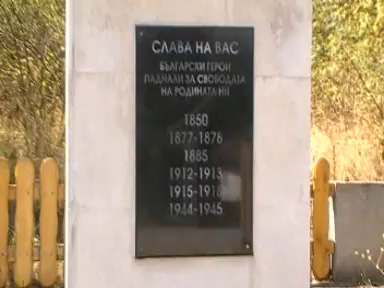 СЛАВА НА ВАС
БЪЛГАРСКИ ГЕРОИ
ПАДНАЛИ ЗА СВОБОДАТА
НА РОДИНАТА НИ
1850
1877-1878
1885
1912-1913
1915-1918
1944-1945